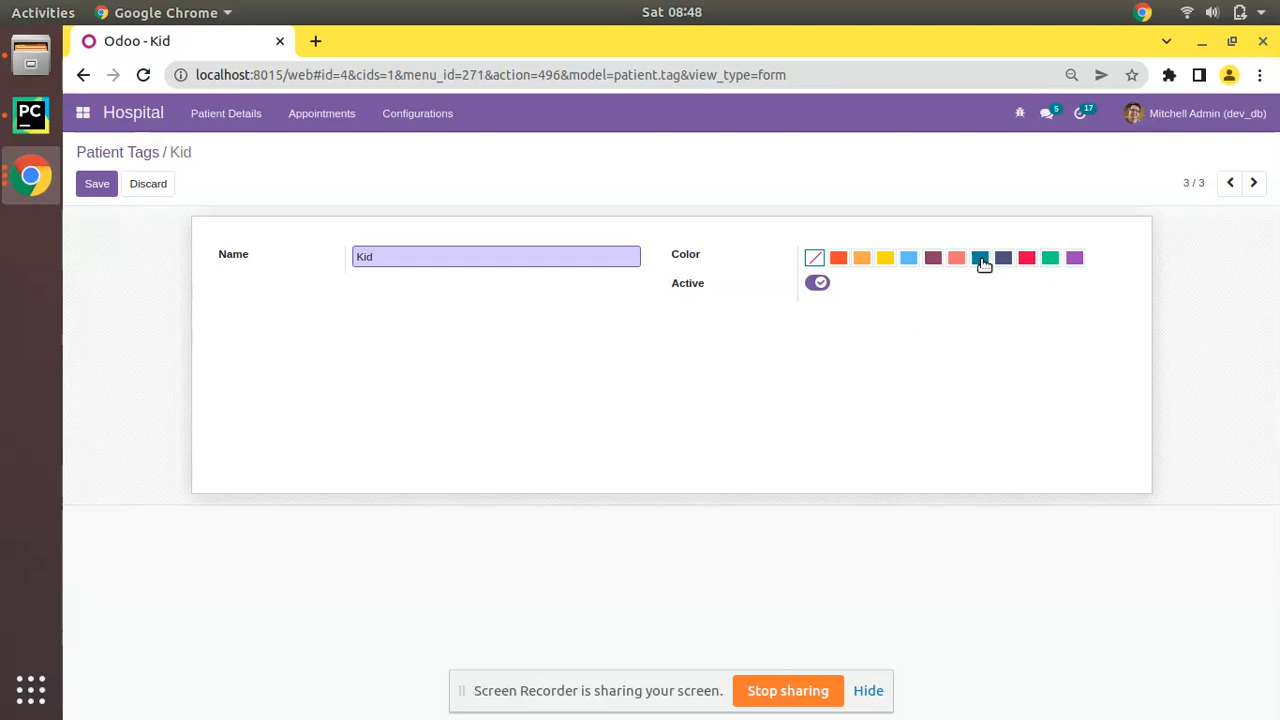 Activities
Google Chrome
Sat 08:48
Odoo - Kid
localhost:8015/web#id=4&cids=1&menu_id=271&action=496&model=patient.tag&view_type=form
PC
Hospital
Patient Details
Appointments
Configurations
5
17
Mitchell Admin (dev_db)
Patient Tags / Kid
Save
Discard
3 / 3
Name
Kid
Color
Active
Screen Recorder is sharing your screen.
Stop sharing
Hide